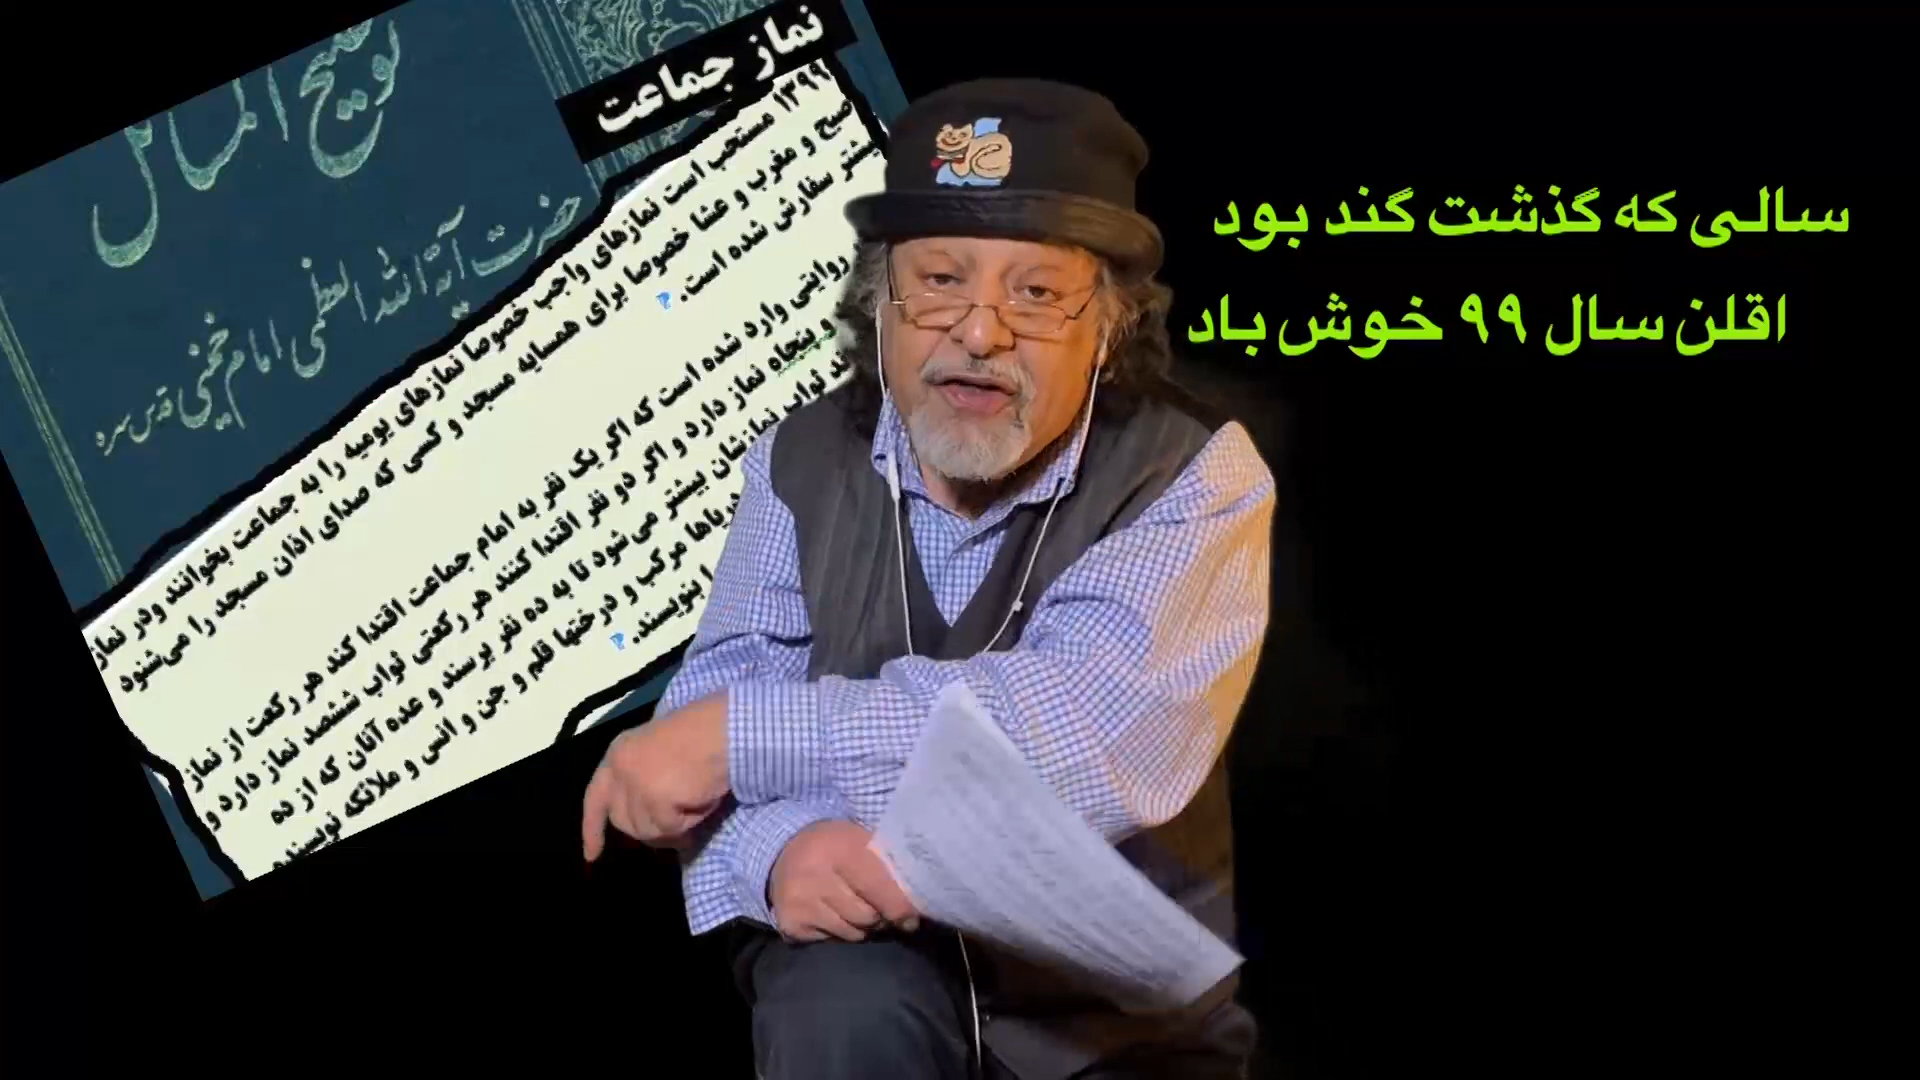 توضیح المسائل
حضرت آیة الله العظمی امام خمینی قدس سره
نماز جماعت
۱۳۹۹ مستحب است نمازهای واجب خصوصا نمازهای یومیه را به جماعت بخوانند ودر نماز
صبح و مغرب و عشا خصوصا برای همسایه مسجد و کسی که صدای اذان مسجد را می‌شنود
بیشتر سفارش شده است.
روایتی وارد شده است که اگر یک نفر به امام جماعت اقتدا کند هر رکعت از نماز
و پنجاه نماز دارد و اگر دو نفر اقتدا کنند هر رکعتی ثواب ششصد نماز دارد و
ثواب نمازشان بیشتر می‌شود تا به ده نفر برسند و عده آنان که از ده
دریاها مرکب و درختها قلم و جن و انس و ملائکه نویسنده
بنویسند.
سالی که گذشت گند بود
اقلن سال ۹۹ خوش باد